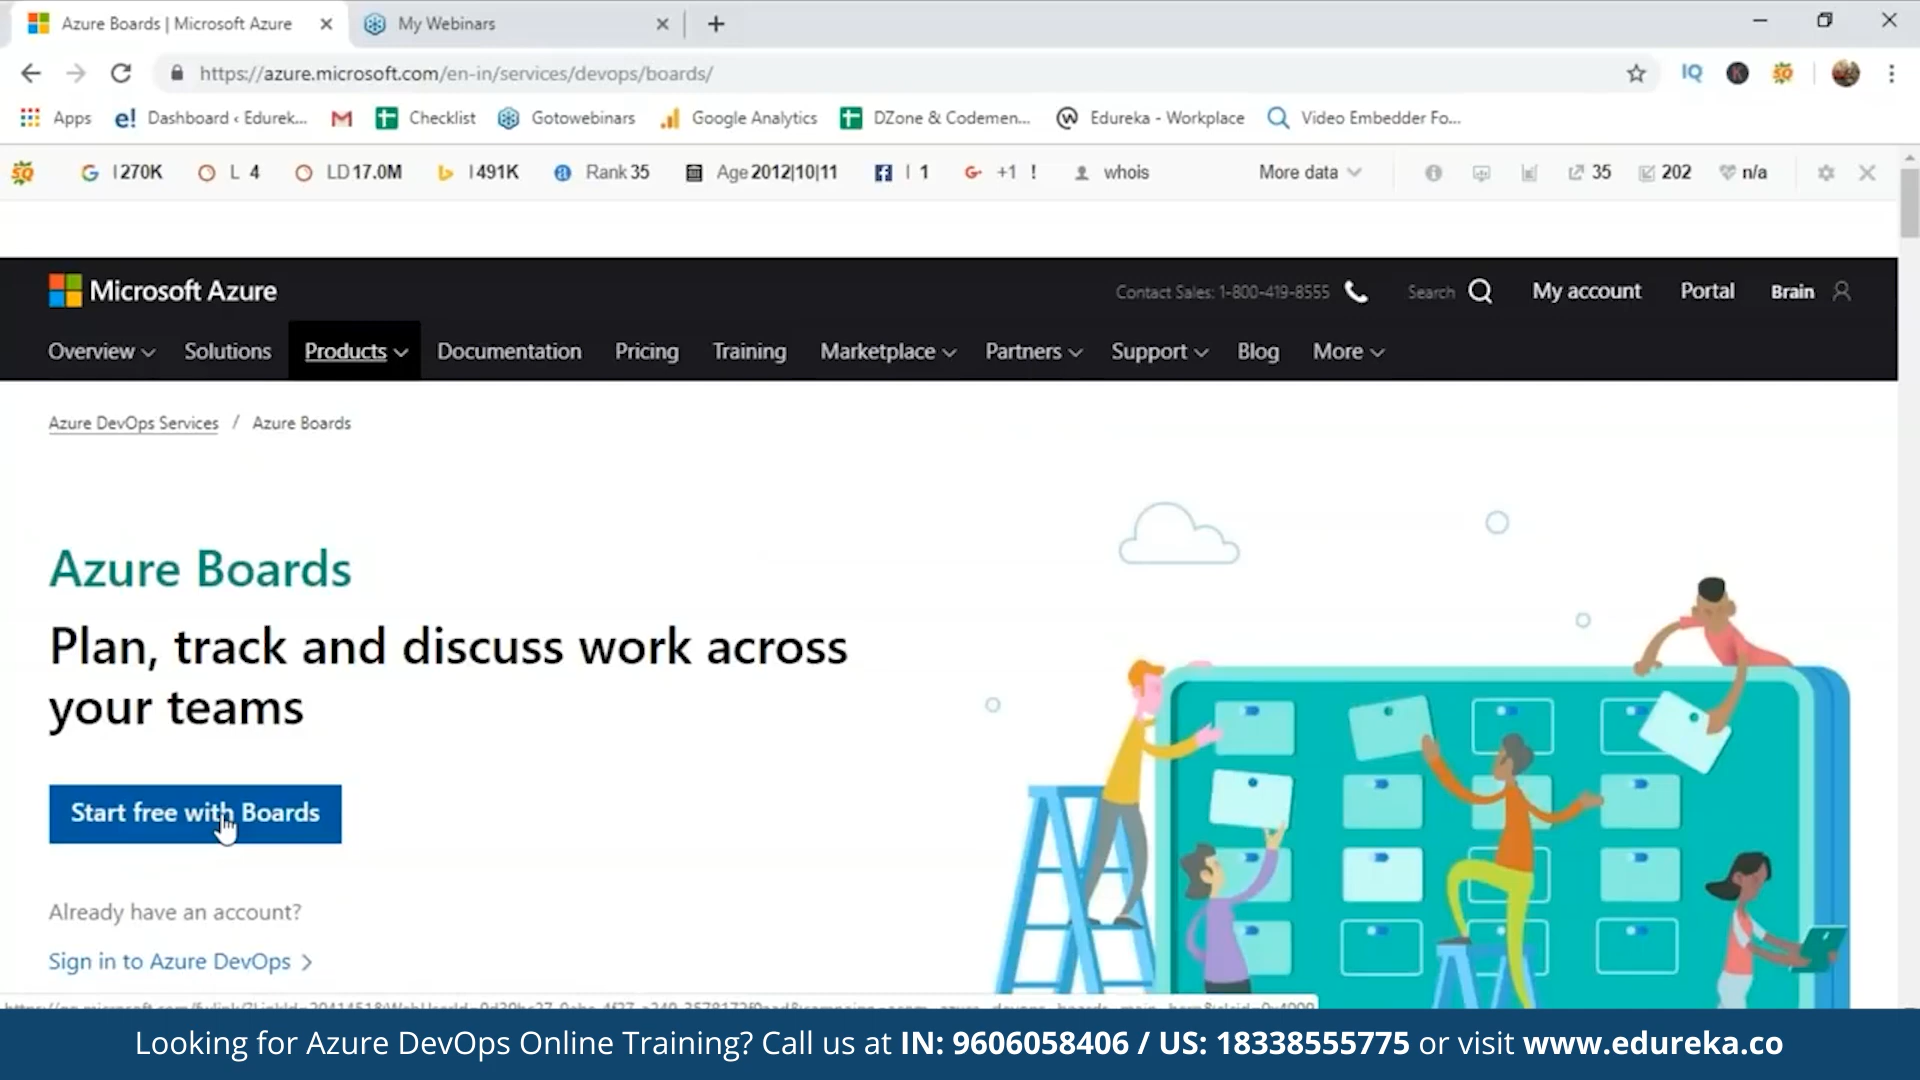 Azure Boards | Microsoft Azure
My Webinars
https://azure.microsoft.com/en-in/services/devops/boards/
IQ
K
SQ
Apps
e! Dashboard ‹ Edurek...
Checklist
Gotowebinars
Google Analytics
DZone & Codemen...
Edureka - Workplace
Video Embedder Fo...
SQ
I 270K
L 4
LD 17.0M
I 491K
Rank 35
Age 2012|10|11
I 1
+1 !
whois
More data
35
202
n/a
Microsoft Azure
Contact Sales: 1-800-419-8555
Search
My account
Portal
Brain
Overview
Solutions
Products
Documentation
Pricing
Training
Marketplace
Partners
Support
Blog
More
Azure DevOps Services / Azure Boards
Azure Boards
Plan, track and discuss work across
your teams
Start free with Boards
Already have an account?
Sign in to Azure DevOps >
Looking for Azure DevOps Online Training? Call us at IN: 9606058406 / US: 18338555775 or visit www.edureka.co